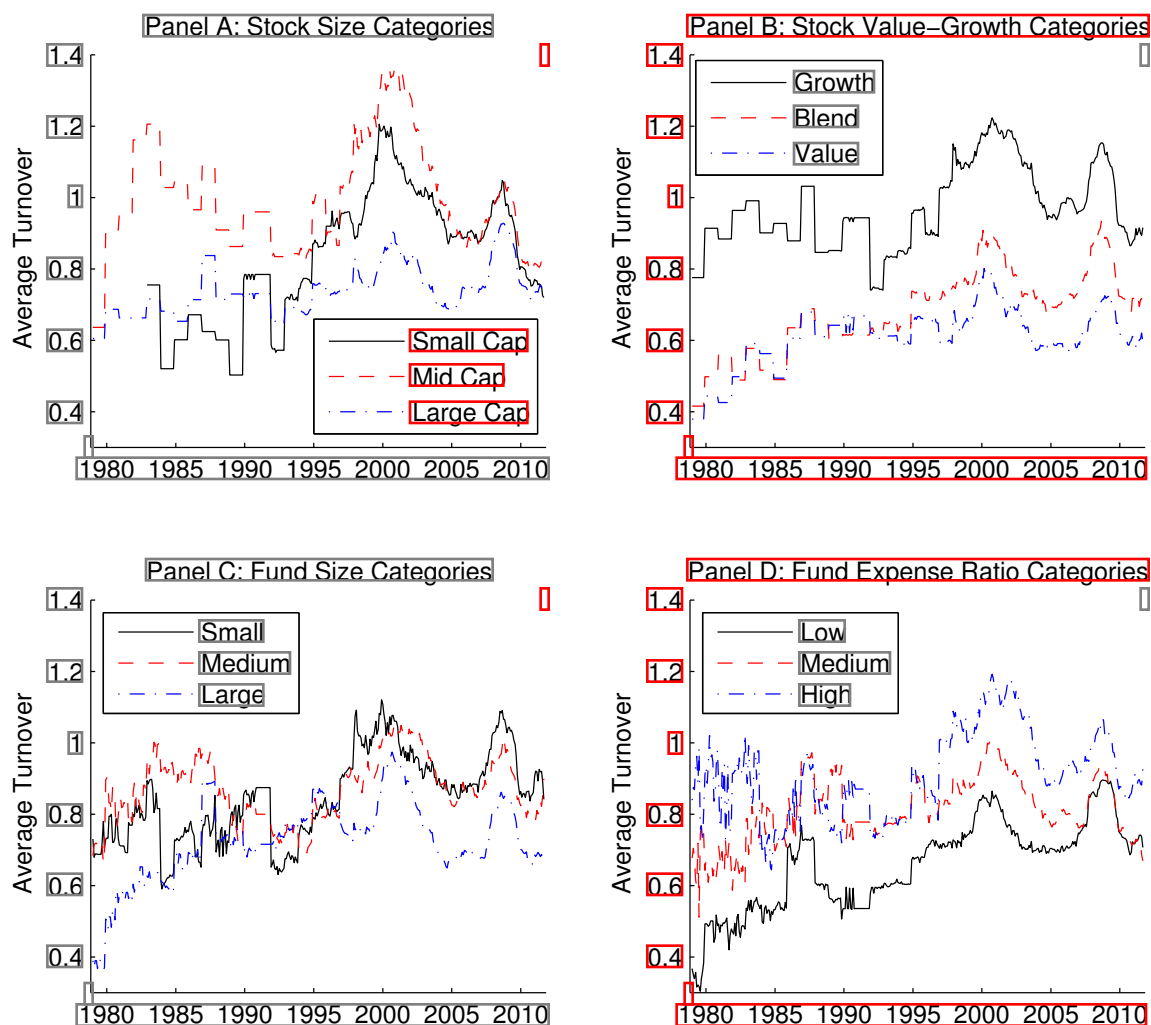 Panel A: Stock Size Categories
1.4
1.2
1
0.8
0.6
0.4
Average Turnover
Small Cap
Mid Cap
Large Cap
1980 1985 1990 1995 2000 2005 2010
Panel B: Stock Value−Growth Categories
1.4
1.2
1
0.8
0.6
0.4
Average Turnover
Growth
Blend
Value
1980 1985 1990 1995 2000 2005 2010
Panel C: Fund Size Categories
1.4
1.2
1
0.8
0.6
0.4
Average Turnover
Small
Medium
Large
1980 1985 1990 1995 2000 2005 2010
Panel D: Fund Expense Ratio Categories
1.4
1.2
1
0.8
0.6
0.4
Average Turnover
Low
Medium
High
1980 1985 1990 1995 2000 2005 2010